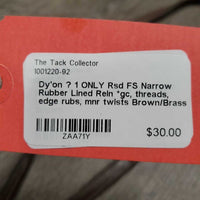 The Tack Collector
1001220-92
Dy'on ? 1 ONLY Rsd FS Narrow
Rubber Lined Rein *gc, threads,
edge rubs, mnr twists Brown/Brass
ZAA71Y
$30.00